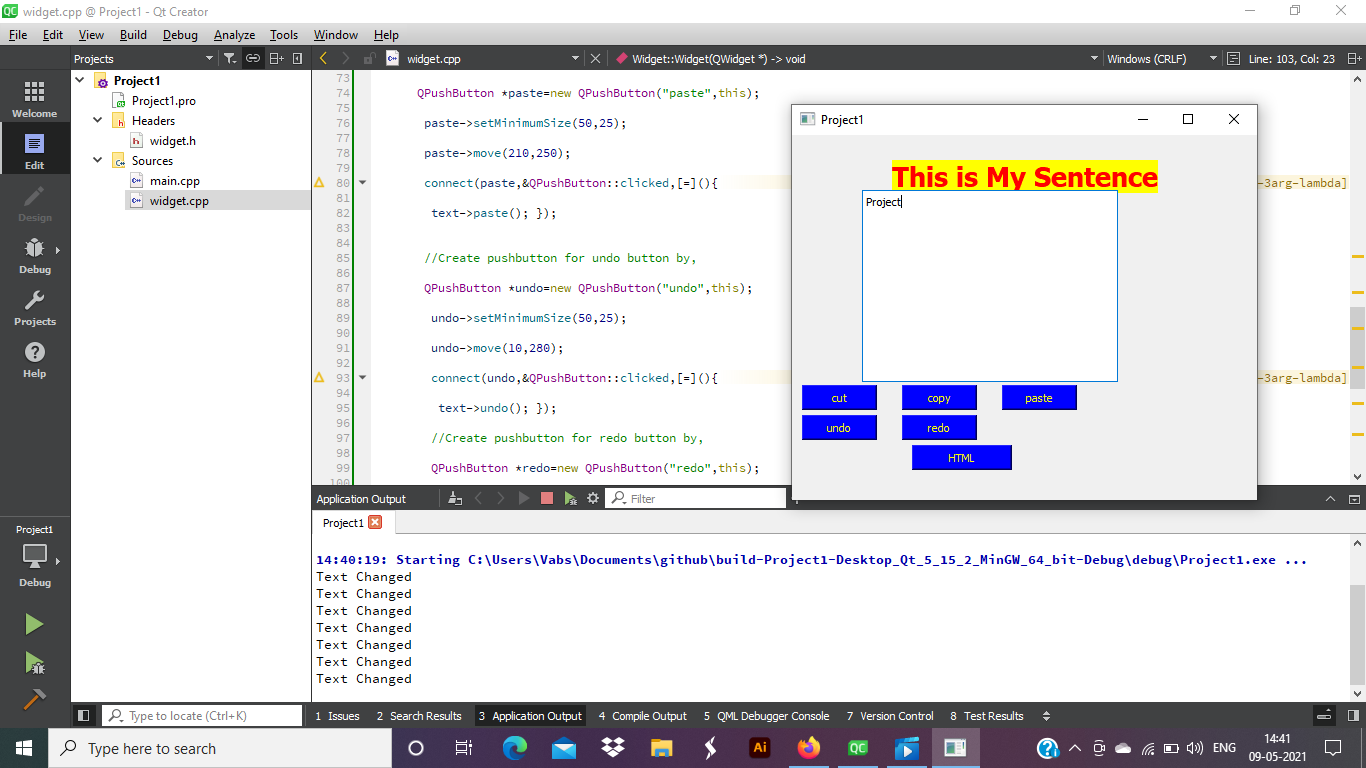 widget.cpp @ Project1 - Qt Creator
File Edit View Build Debug Analyze Tools Window Help
Projects widget.cpp Widget::Widget(QWidget *) -> void Windows (CRLF) Line: 103, Col: 23
Welcome
Edit
Design
Debug
Projects
Help
Project1
Debug
Project1
Project1.pro
Headers
widget.h
Sources
main.cpp
widget.cpp
73
74 QPushButton *paste=new QPushButton("paste",this);
75
76 paste->setMinimumSize(50,25);
77
78 paste->move(210,250);
79
80 connect(paste,&QPushButton::clicked,[=](){ -3arg-lambda]
81
82 text->paste(); });
83
84
85 //Create pushbutton for undo button by,
86
87 QPushButton *undo=new QPushButton("undo",this);
88
89 undo->setMinimumSize(50,25);
90
91 undo->move(10,280);
92
93 connect(undo,&QPushButton::clicked,[=](){ -3arg-lambda]
94
95 text->undo(); });
96
97 //Create pushbutton for redo button by,
98
99 QPushButton *redo=new QPushButton("redo",this);
100
Project1
This is My Sentence
Project
cut copy paste
undo redo
HTML
Application Output Filter
Project1
14:40:19: Starting C:\Users\Vabs\Documents\github\build-Project1-Desktop_Qt_5_15_2_MinGW_64_bit-Debug\debug\Project1.exe ...
Text Changed
Text Changed
Text Changed
Text Changed
Text Changed
Text Changed
Text Changed
Type to locate (Ctrl+K) 1 Issues 2 Search Results 3 Application Output 4 Compile Output 5 QML Debugger Console 7 Version Control 8 Test Results
Type here to search Ai QC ENG 14:41
09-05-2021